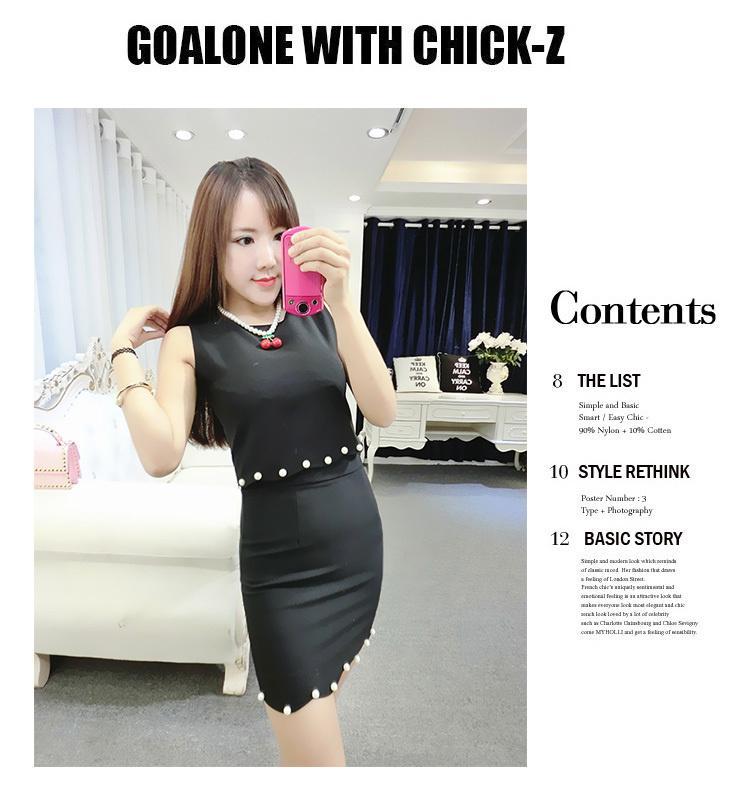 GOALONE WITH CHICK-Z
KEEP
CALM
AND
CARRY
ON
KEEP
CALM
AND
CARRY
ON
Contents
8 THE LIST
Simple and Basic
Smart / Easy Chic -
90% Nylon + 10% Cotten
10 STYLE RETHINK
Poster Number : 3
Type + Photography
12 BASIC STORY
Simple and modern look which reminds
of classic mood. Her fashion that draws
a feeling of London Street.
French chic's uniquely sentimental and
emotional feeling is an attractive look that
makes everyone look most elegant and chic
rench look loved by a lot of celebrity
such as Charlotte Gainsbourg and Chloe Sevigny
come MYHOLLI and get a feeling of sensibility.